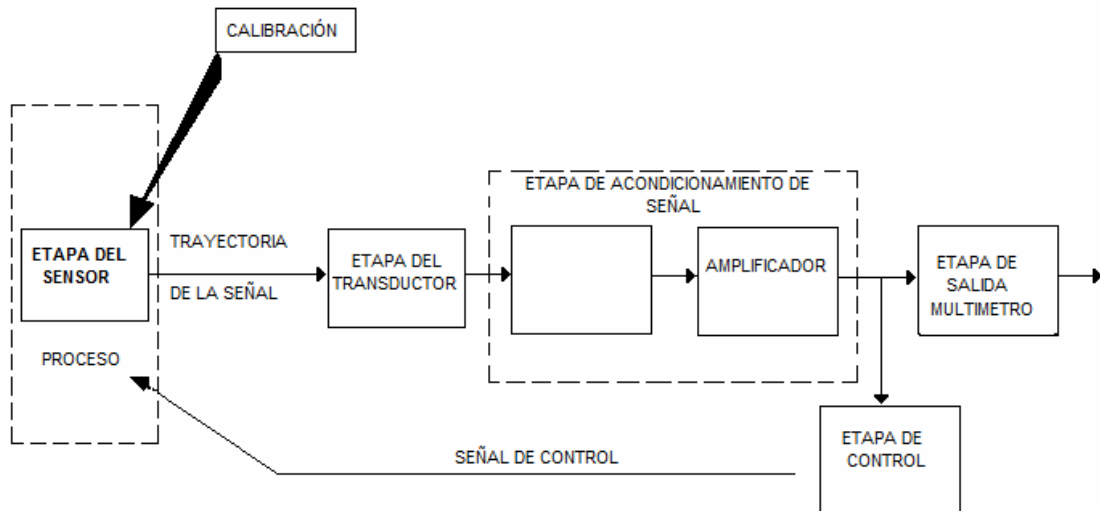 CALIBRACIÓN
ETAPA DE ACONDICIONAMIENTO DE
SEÑAL
ETAPA DEL
SENSOR
TRAYECTORIA
DE LA SEÑAL
ETAPA DEL
TRANSDUCTOR
AMPLIFICADOR
ETAPA DE
SALIDA
MULTIMETRO
PROCESO
SEÑAL DE CONTROL
ETAPA DE
CONTROL